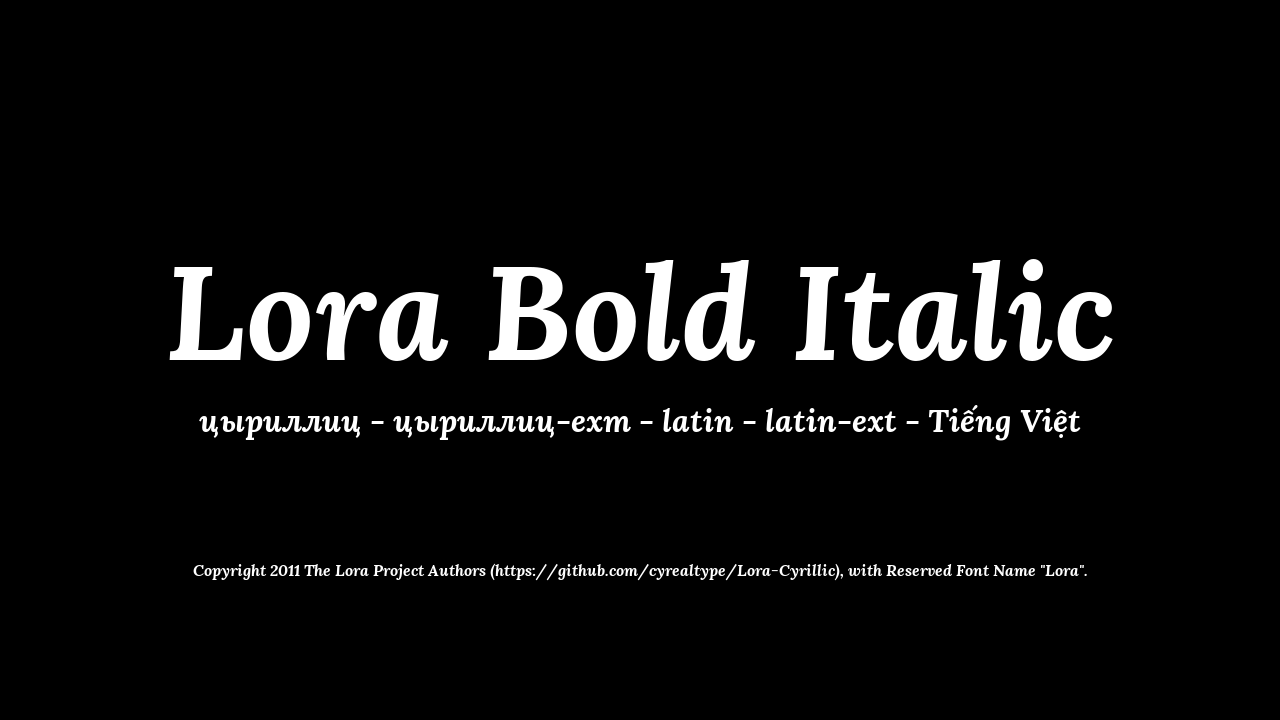 Lora Bold Italic
цыриллиц - цыриллиц-ехт - latin - latin-ext - Tiếng Việt
Copyright 2011 The Lora Project Authors (https://github.com/cyrealtype/Lora-Cyrillic), with Reserved Font Name "Lora".